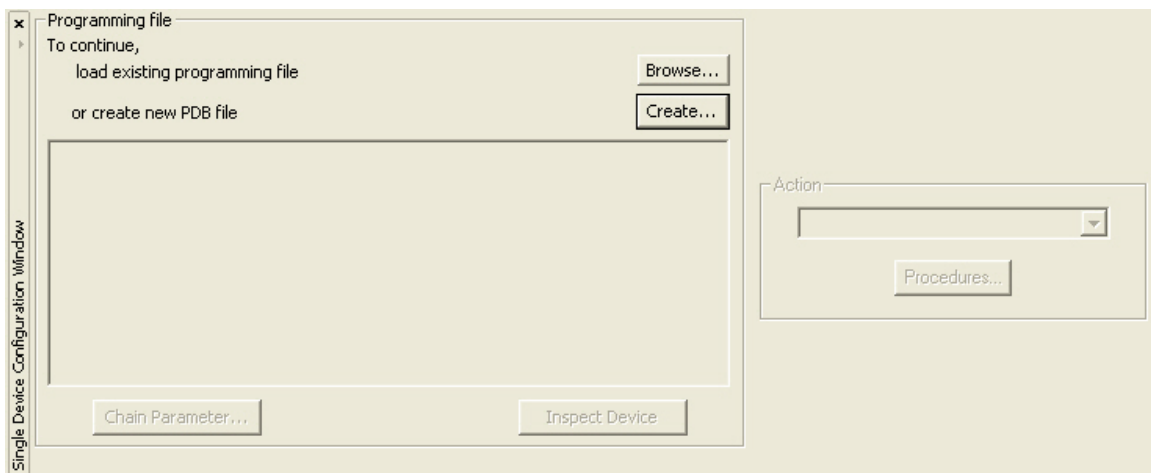 Programming file
To continue,
load existing programming file
Browse...
or create new PDB file
Create...
Action
Procedures...
Chain Parameter...
Inspect Device
Single Device Configuration Window